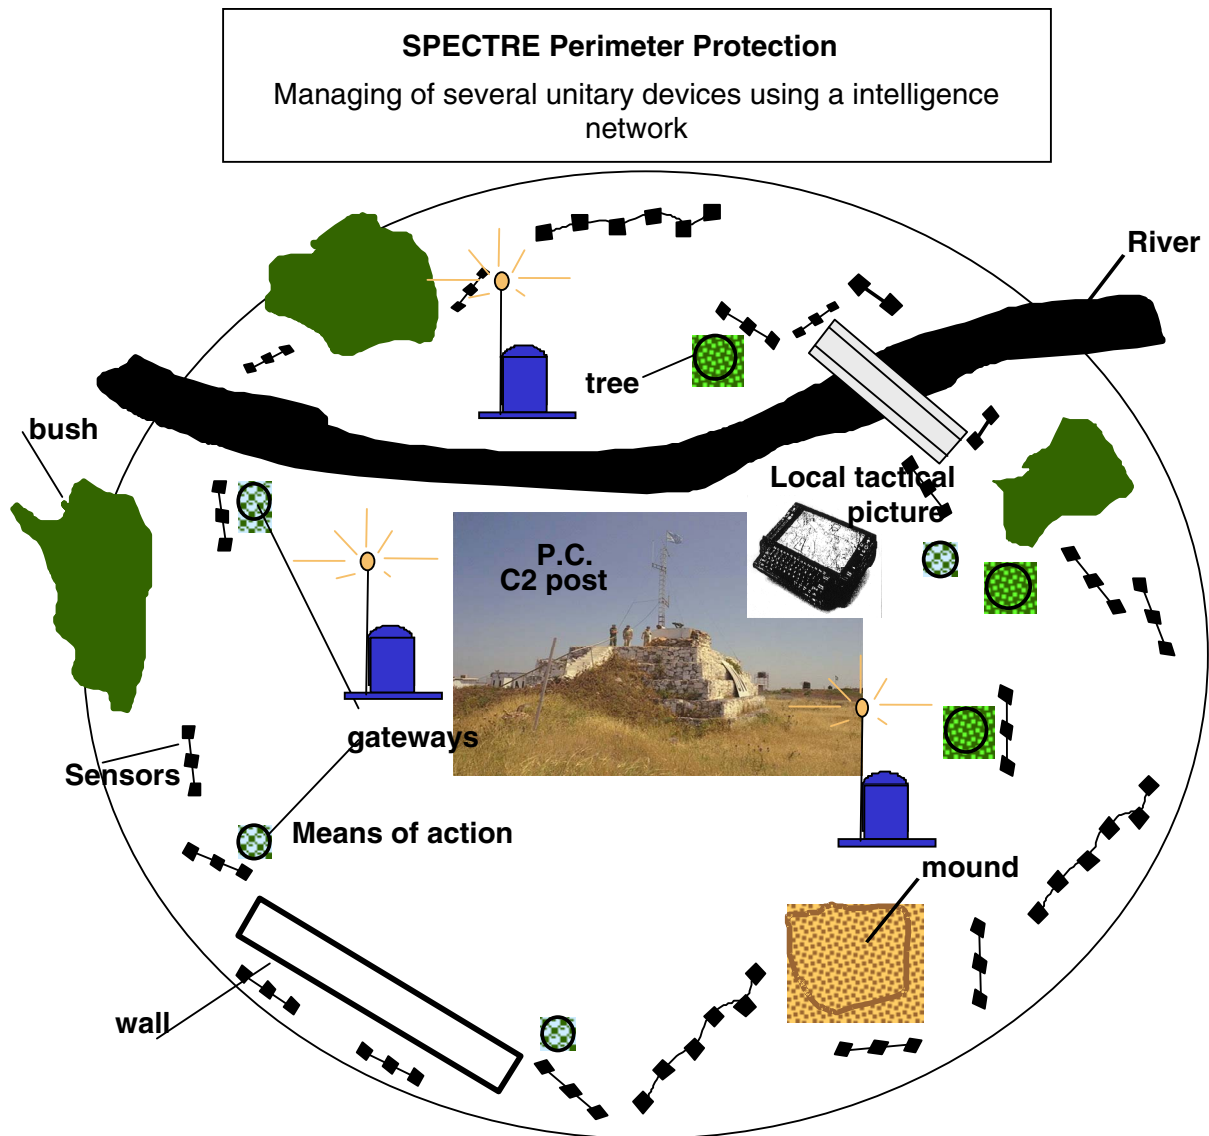 SPECTRE Perimeter Protection
Managing of several unitary devices using a intelligence
network
River
tree
bush
Local tactical
picture
P.C.
C2 post
gateways
Sensors
Means of action
mound
wall